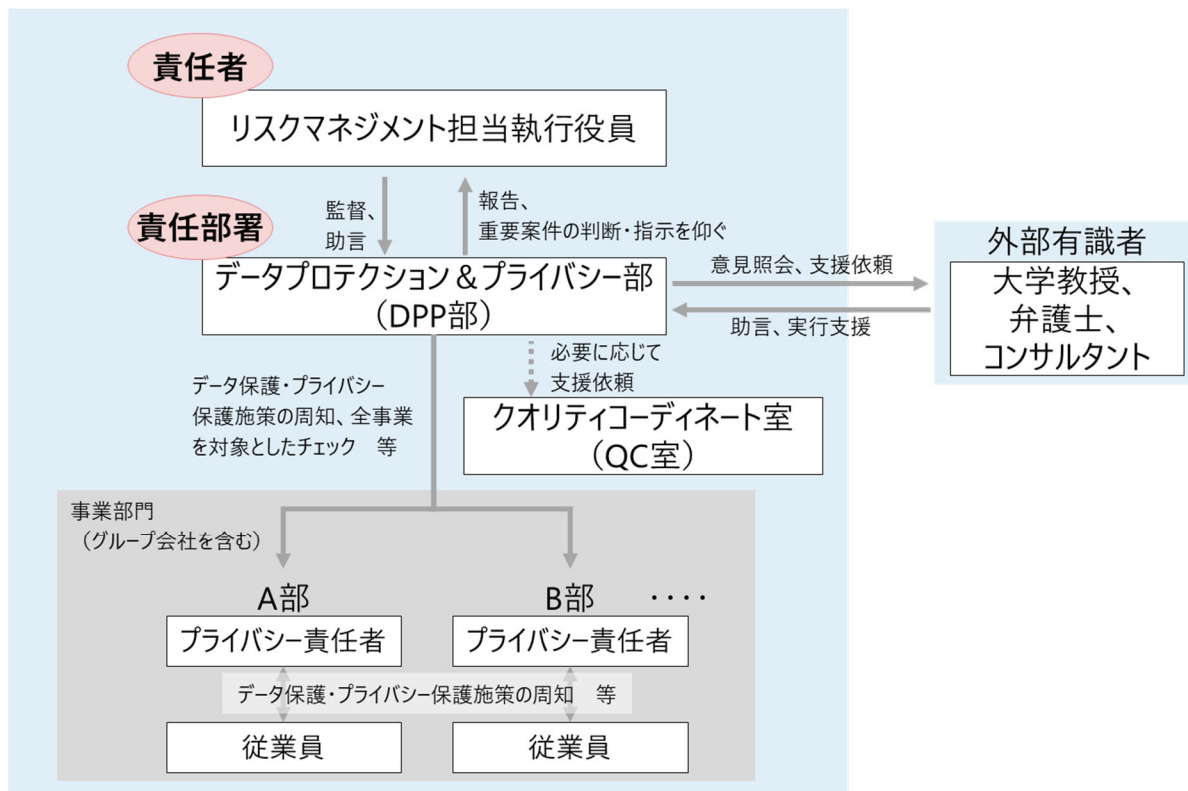 責任者
リスクマネジメント担当執行役員
監督、
助言
報告、
重要案件の判断・指示を仰ぐ
責任部署
データプロテクション＆プライバシー部
（DPP部）
意見照会、支援依頼
助言、実行支援
外部有識者
大学教授、
弁護士、
コンサルタント
必要に応じて
支援依頼
クオリティコーディネート室
（QC室）
データ保護・プライバシー
保護施策の周知、全事業
を対象としたチェック　等
事業部門
（グループ会社を含む）
A部
プライバシー責任者
B部
プライバシー責任者
・・・・
データ保護・プライバシー保護施策の周知　等
従業員
従業員